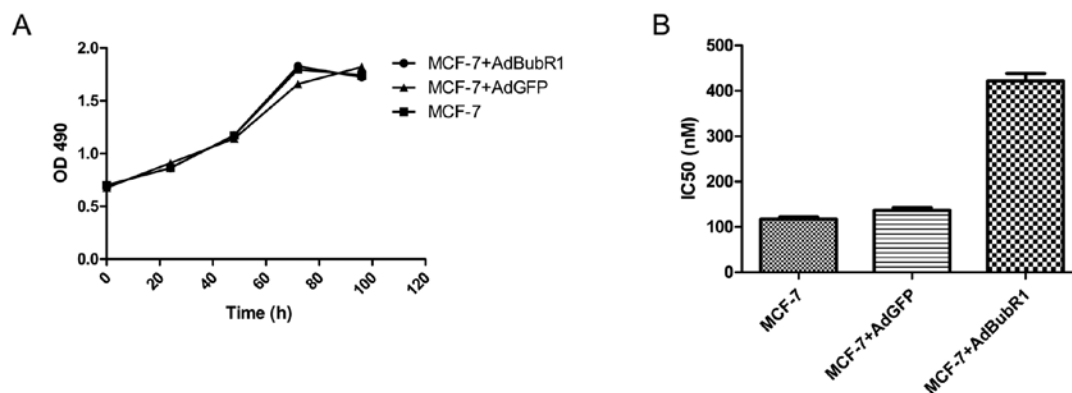 A
OD 490
2.0
1.5
1.0
0.5
0.0
0
20
40
60
80
100
120
Time (h)
MCF-7+AdBubR1
MCF-7+AdGFP
MCF-7
B
IC50 (nM)
500
400
300
200
100
0
MCF-7
MCF-7+AdGFP
MCF-7+AdBubR1